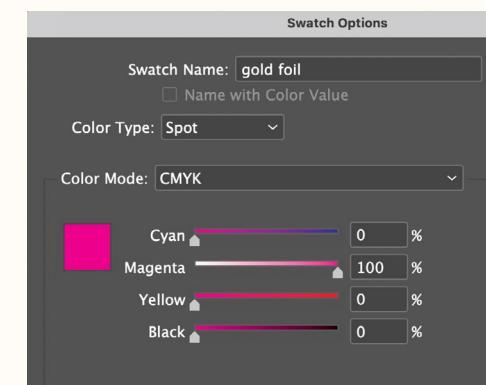 Swatch Options
Swatch Name: gold foil
Name with Color Value
Color Type: Spot
Color Mode: CMYK
Cyan 0 %
Magenta 100 %
Yellow 0 %
Black 0 %